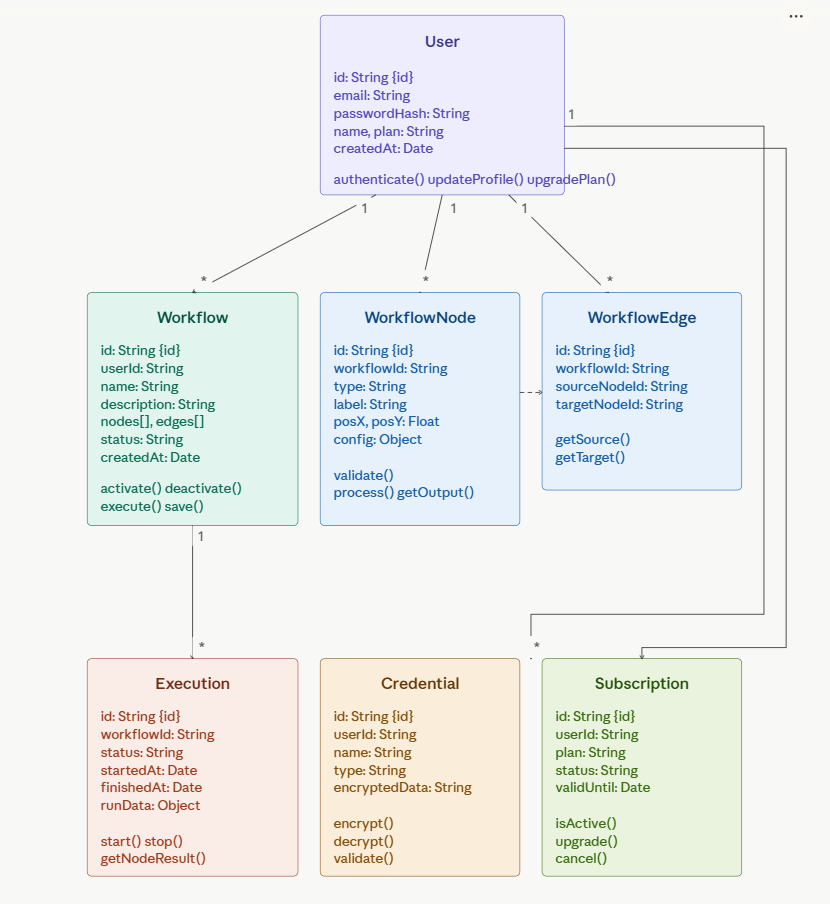 ...
User
id: String {id}
email: String
passwordHash: String
name, plan: String
createdAt: Date
authenticate() updateProfile() upgradePlan()
1
1
1
1
*
*
*
Workflow
id: String {id}
userId: String
name: String
description: String
nodes[], edges[]
status: String
createdAt: Date
activate() deactivate()
execute() save()
WorkflowNode
id: String {id}
workflowId: String
type: String
label: String
posX, posY: Float
config: Object
validate()
process() getOutput()
WorkflowEdge
id: String {id}
workflowId: String
sourceNodeId: String
targetNodeId: String
getSource()
getTarget()
1
*
*
Execution
id: String {id}
workflowId: String
status: String
startedAt: Date
finishedAt: Date
runData: Object
start() stop()
getNodeResult()
Credential
id: String {id}
userId: String
name: String
type: String
encryptedData: String
encrypt()
decrypt()
validate()
Subscription
id: String {id}
userId: String
plan: String
status: String
validUntil: Date
isActive()
upgrade()
cancel()